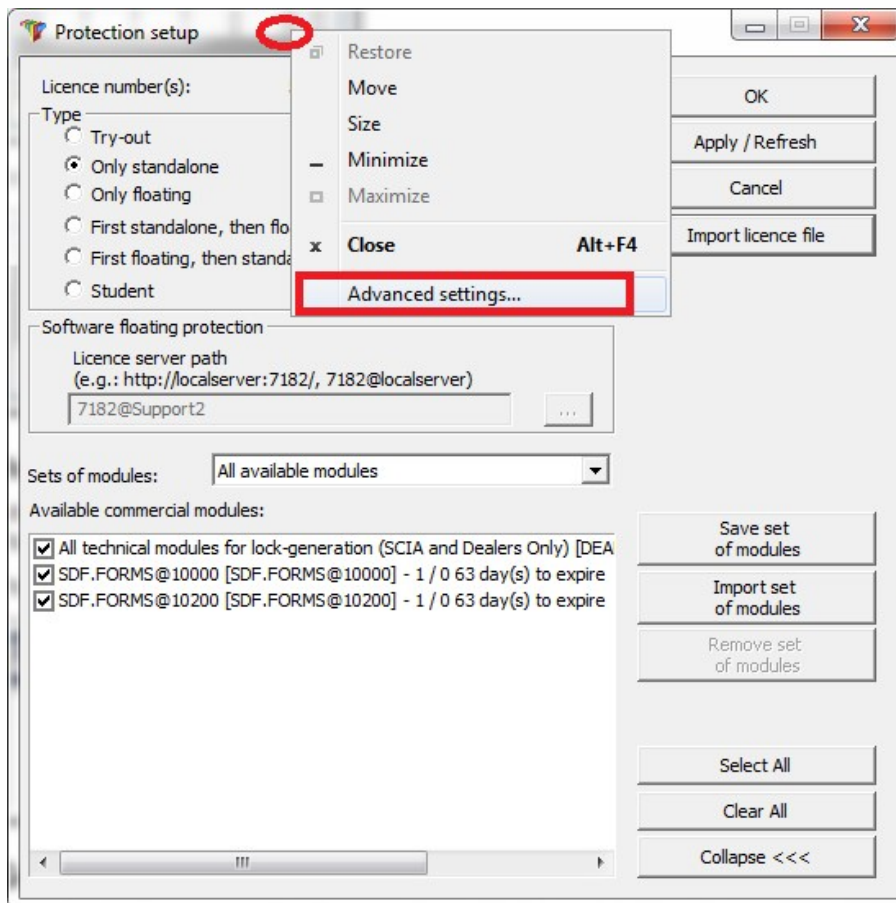 Protection setup
Restore
Move
Size
Minimize
Maximize
Close Alt+F4
Advanced settings...
Licence number(s):
Type
Try-out
Only standalone
Only floating
First standalone, then flo
First floating, then standa
Student
OK
Apply / Refresh
Cancel
Import licence file
Software floating protection
Licence server path
(e.g.: http://localserver:7182/, 7182@localserver)
7182@Support2
...
Sets of modules:
All available modules
Available commercial modules:
All technical modules for lock-generation (SCIA and Dealers Only) [DEA
SDF.FORMS@10000 [SDF.FORMS@10000] - 1 / 0 63 day(s) to expire
SDF.FORMS@10200 [SDF.FORMS@10200] - 1 / 0 63 day(s) to expire
Save set
of modules
Import set
of modules
Remove set
of modules
Select All
Clear All
Collapse <<<